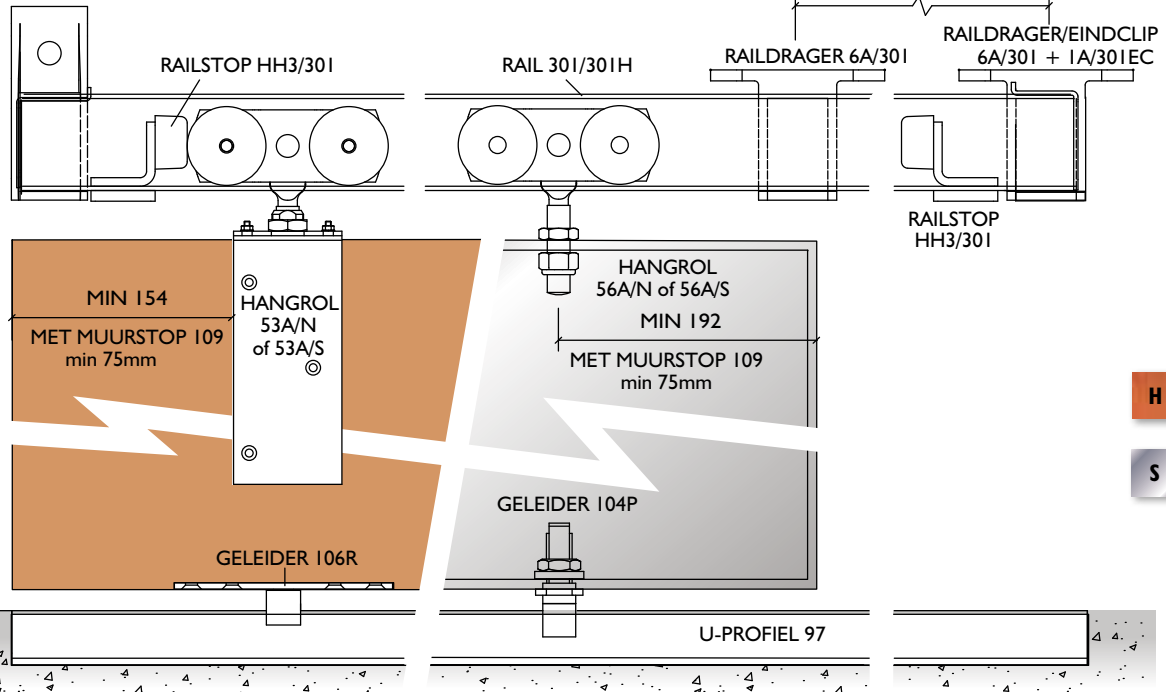 RAILDRAGER/EINDCLIP
6A/301 + 1A/301EC
RAILDRAGER 6A/301
RAILSTOP HH3/301
RAIL 301/301H
RAILSTOP
HH3/301
HANGROL
56A/N of 56A/S
MIN 154
HANGROL
53A/N
of 53A/S
MIN 192
MET MUURSTOP 109
min 75mm
MET MUURSTOP 109
min 75mm
H
S
GELEIDER 104P
GELEIDER 106R
U-PROFIEL 97